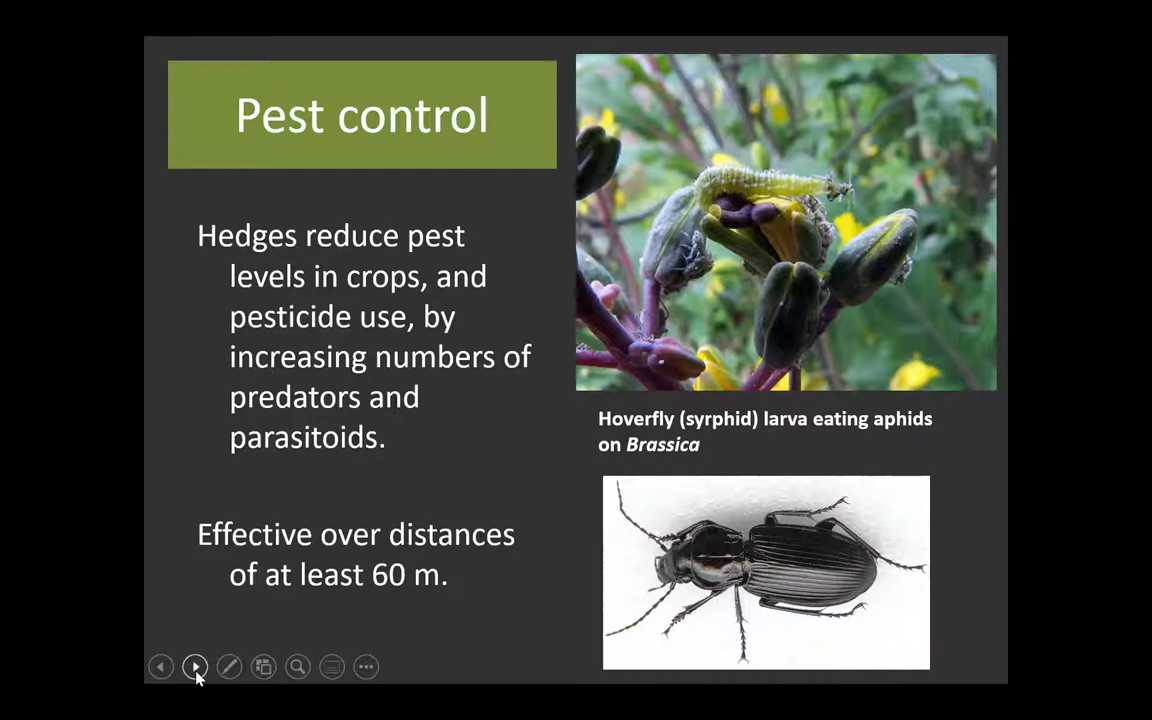 Pest control
Hedges reduce pest
levels in crops, and
pesticide use, by
increasing numbers of
predators and
parasitoids.
Effective over distances
of at least 60 m.
Hoverfly (syrphid) larva eating aphids
on Brassica